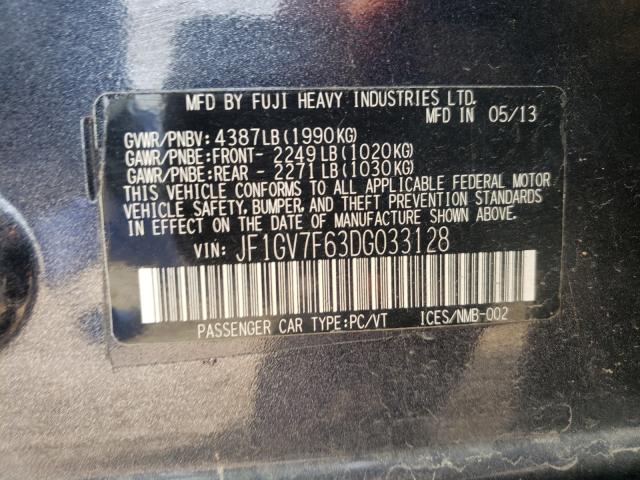 MFD BY FUJI HEAVY INDUSTRIES LTD.
MFD IN 05/13
GVWR/PNBV: 4387LB(1990KG)
GAWR/PNBE:FRONT- 2249LB(1020KG)
GAWR/PNBE:REAR - 2271LB(1030KG)
THIS VEHICLE CONFORMS TO ALL APPLICABLE FEDERAL MOTOR
VEHICLE SAFETY, BUMPER, AND THEFT PREVENTION STANDARDS
IN EFFECT ON THE DATE OF MANUFACTURE SHOWN ABOVE.
VIN: JF1GV7F63DG033128
PASSENGER CAR TYPE:PC/VT ICES/NMB-002